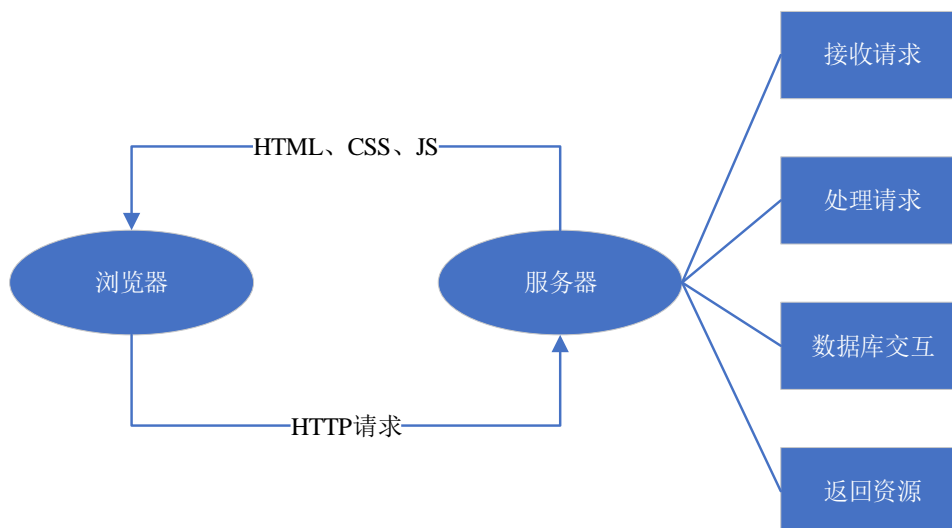 接收请求
HTML、CSS、JS
处理请求
浏览器
服务器
数据库交互
HTTP请求
返回资源